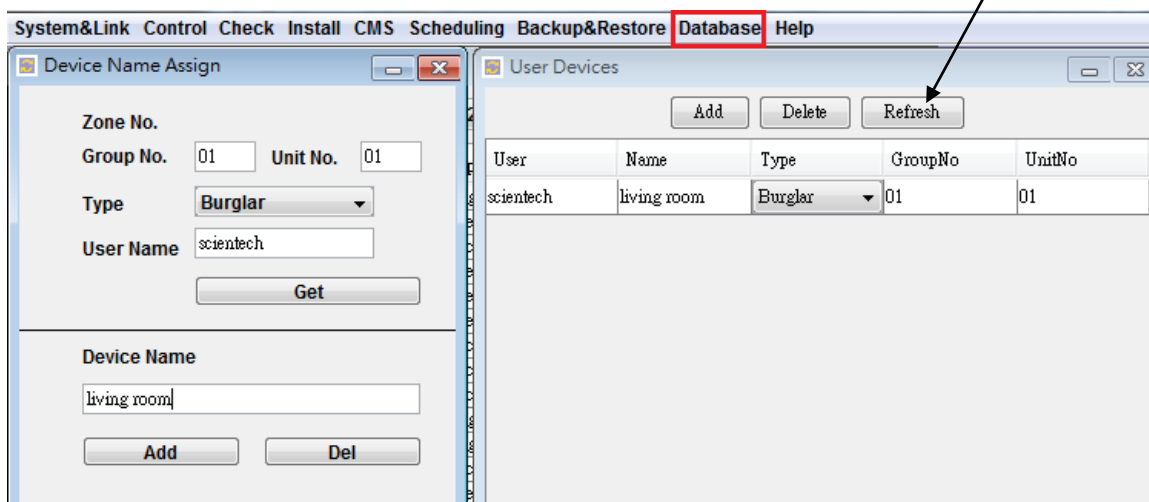 System&Link Control Check Install CMS Scheduling Backup&Restore Database Help
Device Name Assign
Zone No.
Group No. 01 Unit No. 01
Type Burglar
User Name scientech
Get
Device Name
living room
Add Del
User Devices
Add Delete Refresh
User Name Type GroupNo UnitNo
scientech living room Burglar 01 01